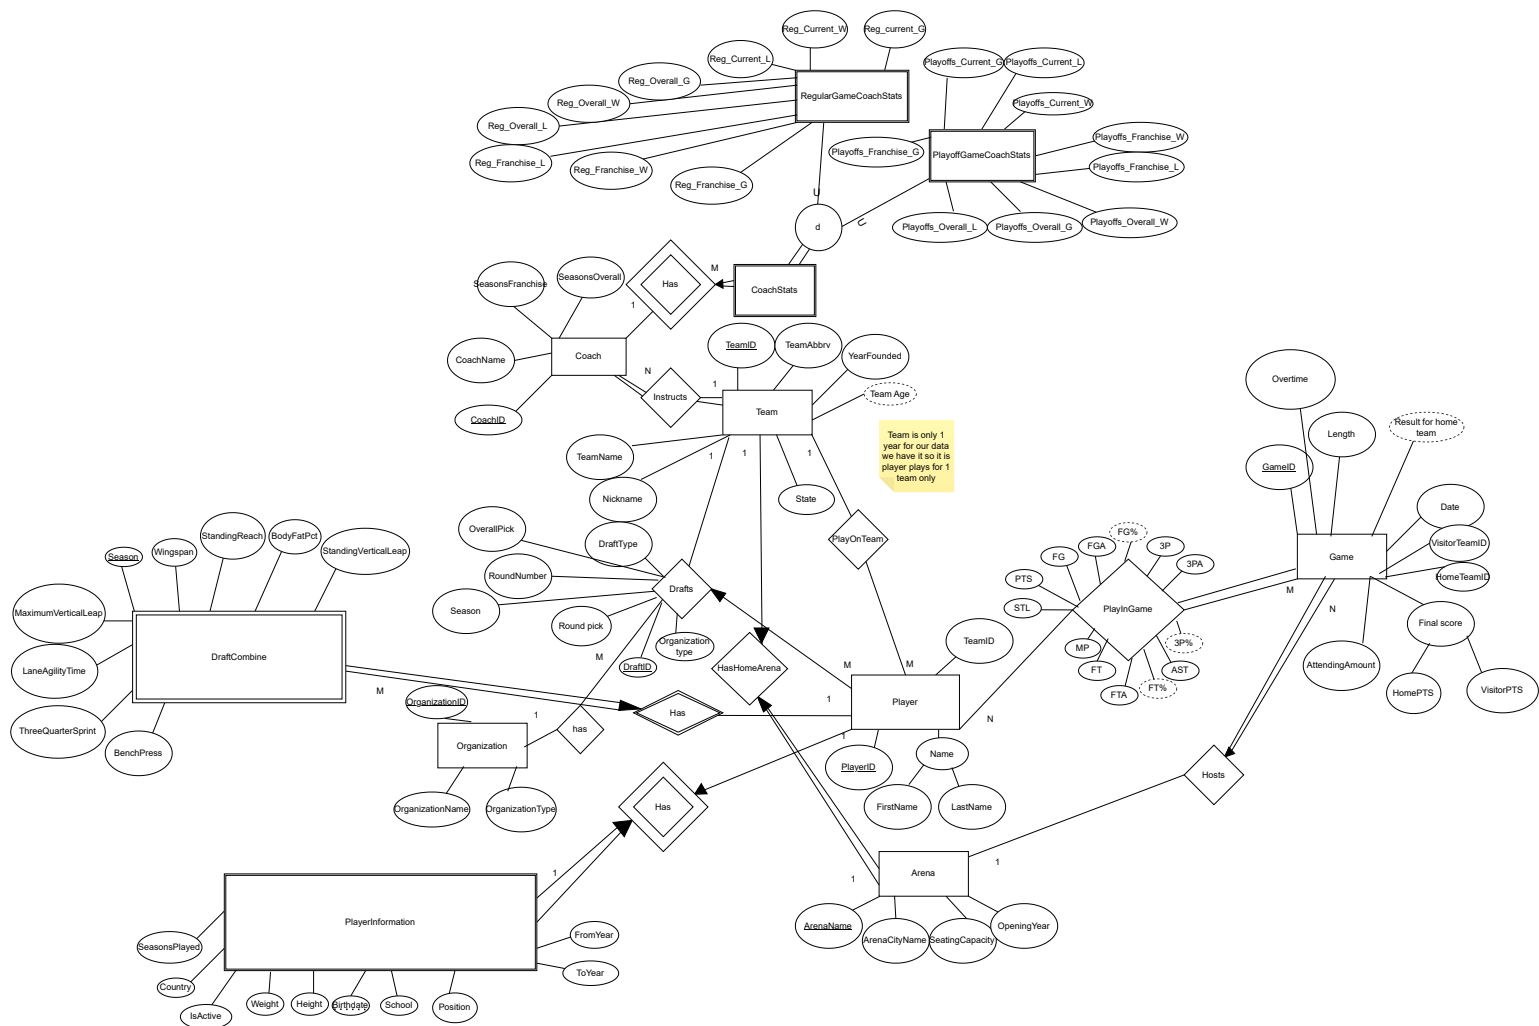 Reg_Current_W
Reg_current_G
Reg_Current_L
Reg_Overall_G
Reg_Overall_W
Reg_Overall_L
Reg_Franchise_L
Reg_Franchise_W
Reg_Franchise_G
RegularGameCoachStats
Playoffs_Current_G
Playoffs_Current_L
Playoffs_Current_W
Playoffs_Franchise_W
Playoffs_Franchise_L
Playoffs_Franchise_G
PlayoffGameCoachStats
Playoffs_Overall_L
Playoffs_Overall_G
Playoffs_Overall_W
U
U
d
SeasonsFranchise
SeasonsOverall
Has
M
1
CoachStats
CoachName
Coach
CoachID
N
Instructs
1
TeamID
TeamAbbrv
YearFounded
Team Age
Team
Team is only 1
year for our data
we have it so it is
player plays for 1
team only
TeamName
Nickname
1
1
1
State
OverallPick
DraftType
RoundNumber
Season
Round pick
DraftID
Organization
type
Drafts
PlayOnTeam
HasHomeArena
M
M
M
1
Overtime
Length
Result for home
team
GameID
Date
VisitorTeamID
HomeTeamID
Game
M
N
Final score
AttendingAmount
HomePTS
VisitorPTS
FG%
FGA
3P
FG
3PA
PTS
STL
PlayInGame
MP
FT
FTA
FT%
AST
3P%
Season
Wingspan
StandingReach
BodyFatPct
StandingVerticalLeap
MaximumVerticalLeap
LaneAgilityTime
DraftCombine
ThreeQuarterSprint
BenchPress
M
Has
OrganizationID
1
Organization
has
OrganizationName
OrganizationType
TeamID
Player
N
1
PlayerID
Name
FirstName
LastName
Has
Hosts
1
1
1
Arena
ArenaName
ArenaCityName
SeatingCapacity
OpeningYear
PlayerInformation
SeasonsPlayed
Country
IsActive
Weight
Height
Birthdate
School
Position
FromYear
ToYear